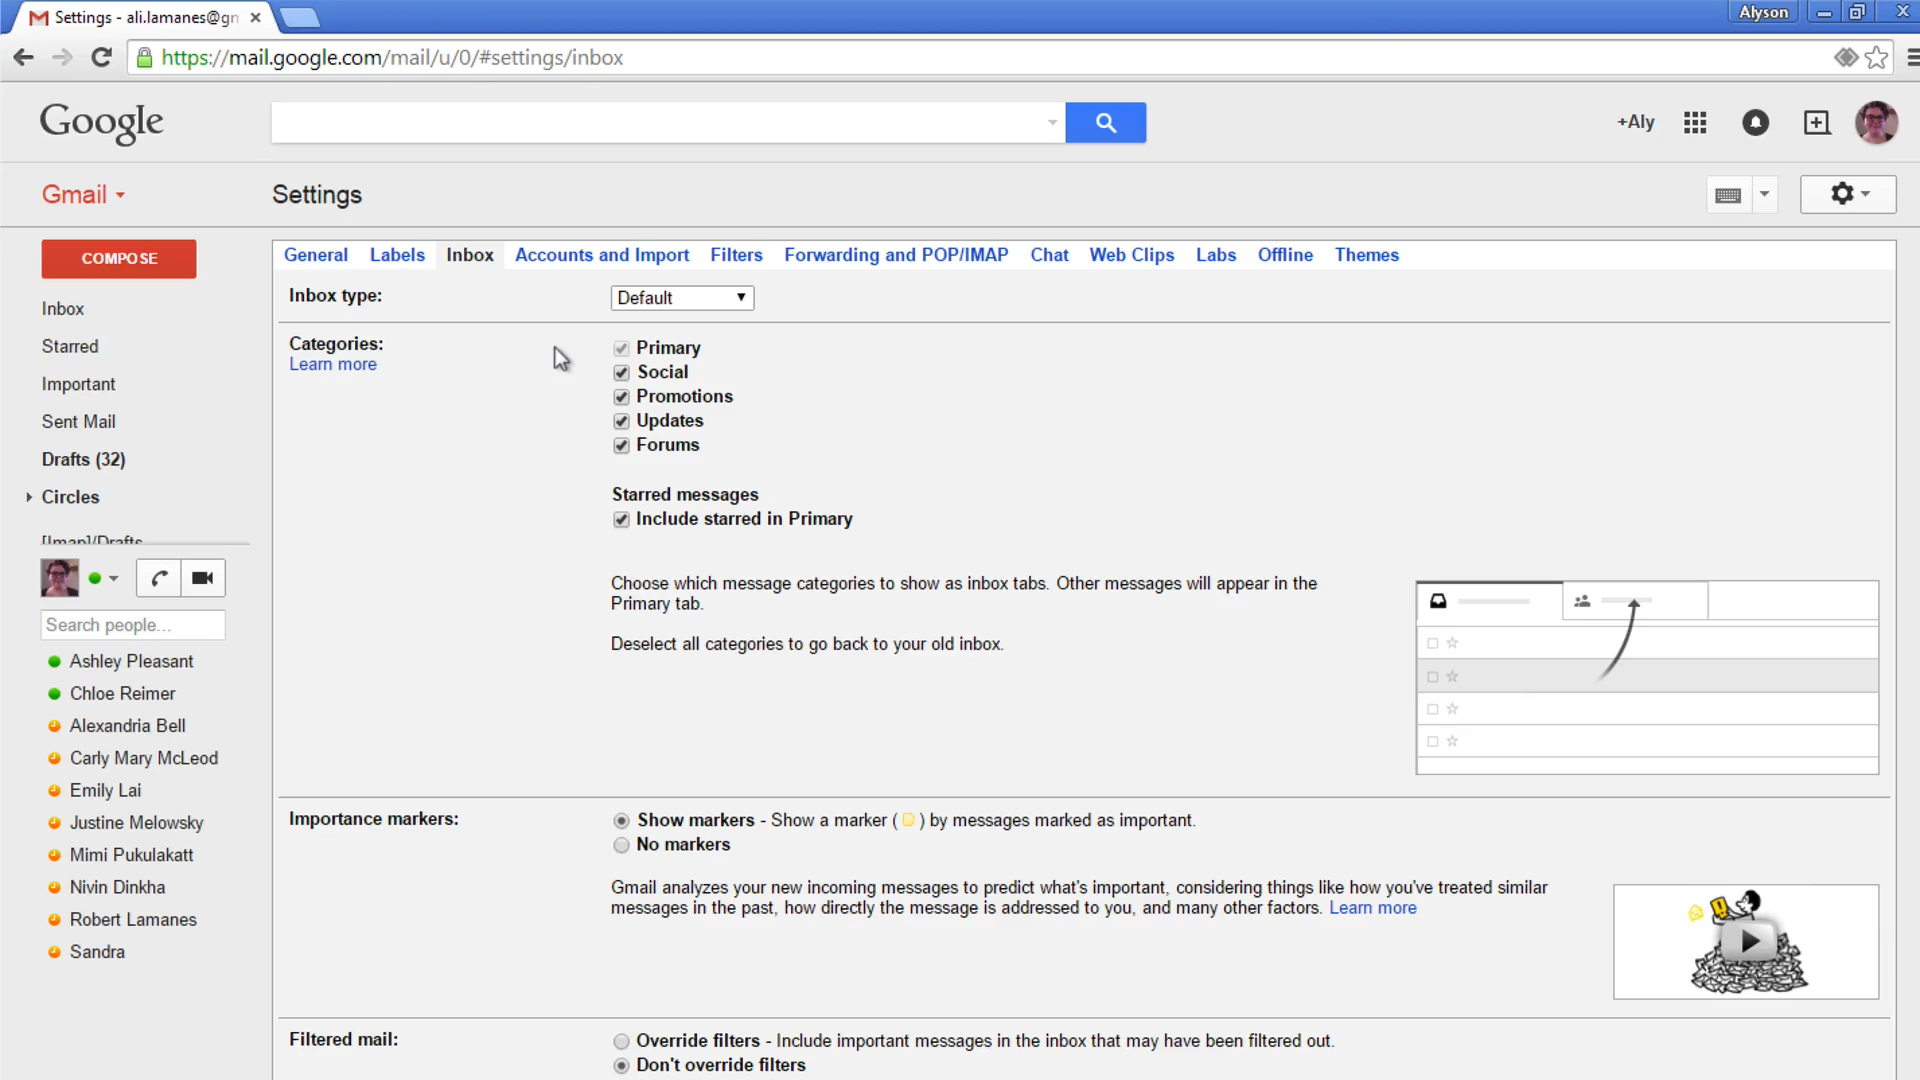 Settings - ali.lamanes@gn
Alyson
https://mail.google.com/mail/u/0/#settings/inbox
Google
+Aly
Gmail
Settings
COMPOSE
General Labels Inbox Accounts and Import Filters Forwarding and POP/IMAP Chat Web Clips Labs Offline Themes
Inbox
Starred
Important
Sent Mail
Drafts (32)
Circles
[Imap]/Drafts
Search people...
Ashley Pleasant
Chloe Reimer
Alexandria Bell
Carly Mary McLeod
Emily Lai
Justine Melowsky
Mimi Pukulakatt
Nivin Dinkha
Robert Lamanes
Sandra
Inbox type: Default
Categories:
Learn more
Primary
Social
Promotions
Updates
Forums
Starred messages
Include starred in Primary
Choose which message categories to show as inbox tabs. Other messages will appear in the
Primary tab.
Deselect all categories to go back to your old inbox.
Importance markers:
Show markers - Show a marker ( ) by messages marked as important.
No markers
Gmail analyzes your new incoming messages to predict what's important, considering things like how you've treated similar
messages in the past, how directly the message is addressed to you, and many other factors. Learn more
Filtered mail:
Override filters - Include important messages in the inbox that may have been filtered out.
Don't override filters